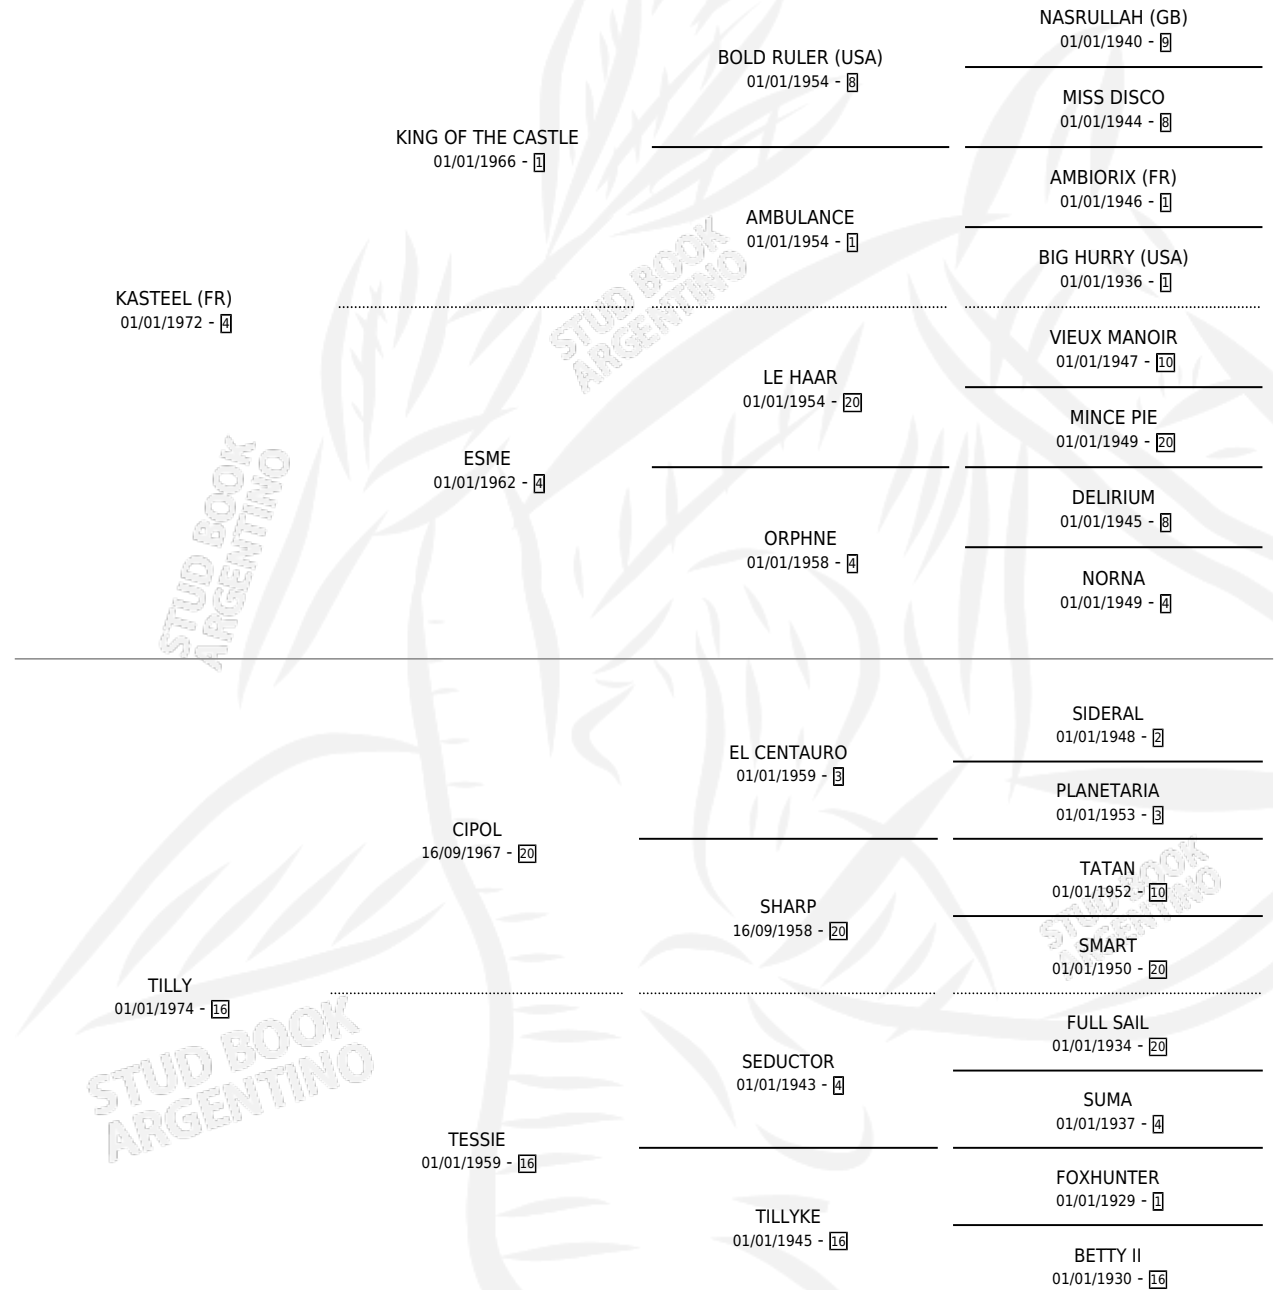 NASRULLAH (GB)
01/01/1940 - 9
BOLD RULER (USA)
01/01/1954 - 8
MISS DISCO
01/01/1944 - 8
KING OF THE CASTLE
01/01/1966 - 1
AMBIORIX (FR)
01/01/1946 - 1
AMBULANCE
01/01/1954 - 1
BIG HURRY (USA)
01/01/1936 - 1
KASTEEL (FR)
01/01/1972 - 4
VIEUX MANOIR
01/01/1947 - 10
LE HAAR
01/01/1954 - 20
MINCE PIE
01/01/1949 - 20
ESME
01/01/1962 - 4
DELIRIUM
01/01/1945 - 8
ORPHNE
01/01/1958 - 4
NORNA
01/01/1949 - 4
SIDERAL
01/01/1948 - 2
EL CENTAURO
01/01/1959 - 3
PLANETARIA
01/01/1953 - 3
CIPOL
16/09/1967 - 20
TATAN
01/01/1952 - 10
SHARP
16/09/1958 - 20
SMART
01/01/1950 - 20
TILLY
01/01/1974 - 16
FULL SAIL
01/01/1934 - 20
SEDUCTOR
01/01/1943 - 4
SUMA
01/01/1937 - 4
TESSIE
01/01/1959 - 16
FOXHUNTER
01/01/1929 - 1
TILLYKE
01/01/1945 - 16
BETTY II
01/01/1930 - 16
STUD BOOK
ARGENTINO
STUD BOOK
ARGENTINO
STUD BOOK
ARGENTINO
STUD BOOK
ARGENTINO